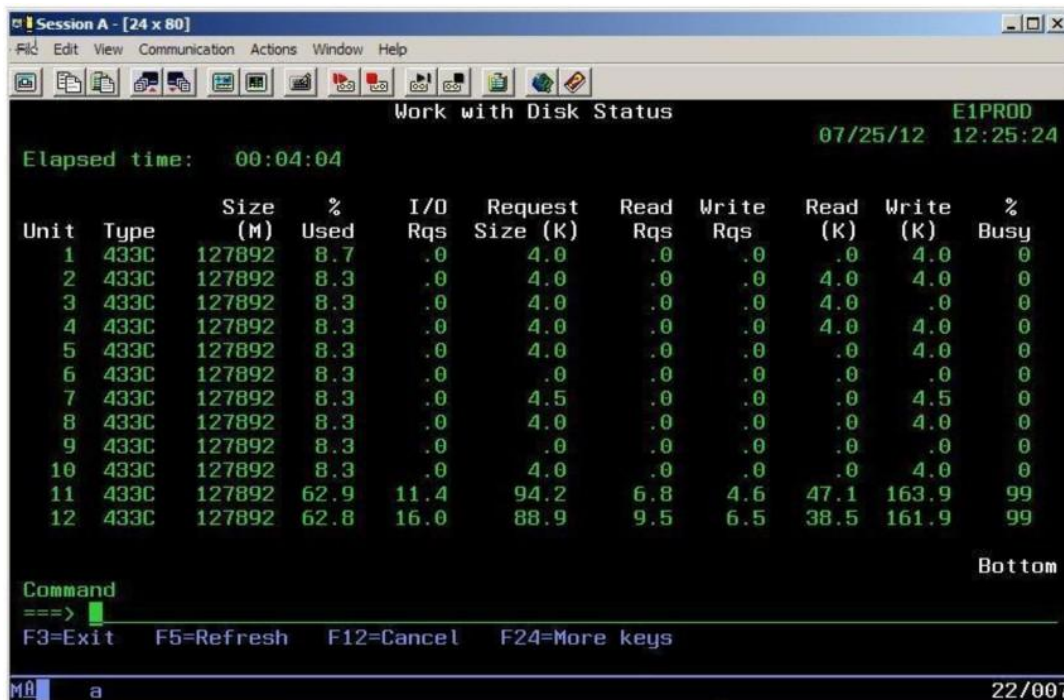 Session A - [24 x 80]
File Edit View Communication Actions Window Help
Work with Disk Status E1PROD
07/25/12 12:25:24
Elapsed time: 00:04:04
Size % I/O Request Read Write Read Write %
Unit Type (M) Used Rqs Size (K) Rqs Rqs (K) (K) Busy
1 433C 127892 8.7 .0 4.0 .0 .0 .0 4.0 0
2 433C 127892 8.3 .0 4.0 .0 .0 4.0 4.0 0
3 433C 127892 8.3 .0 4.0 .0 .0 4.0 .0 0
4 433C 127892 8.3 .0 4.0 .0 .0 4.0 4.0 0
5 433C 127892 8.3 .0 4.0 .0 .0 .0 4.0 0
6 433C 127892 8.3 .0 .0 .0 .0 .0 .0 0
7 433C 127892 8.3 .0 4.5 .0 .0 .0 4.5 0
8 433C 127892 8.3 .0 4.0 .0 .0 .0 4.0 0
9 433C 127892 8.3 .0 .0 .0 .0 .0 .0 0
10 433C 127892 8.3 .0 4.0 .0 .0 .0 4.0 0
11 433C 127892 62.9 11.4 94.2 6.8 4.6 47.1 163.9 99
12 433C 127892 62.8 16.0 88.9 9.5 6.5 38.5 161.9 99
Bottom
Command
===>
F3=Exit F5=Refresh F12=Cancel F24=More keys
MA a 22/007